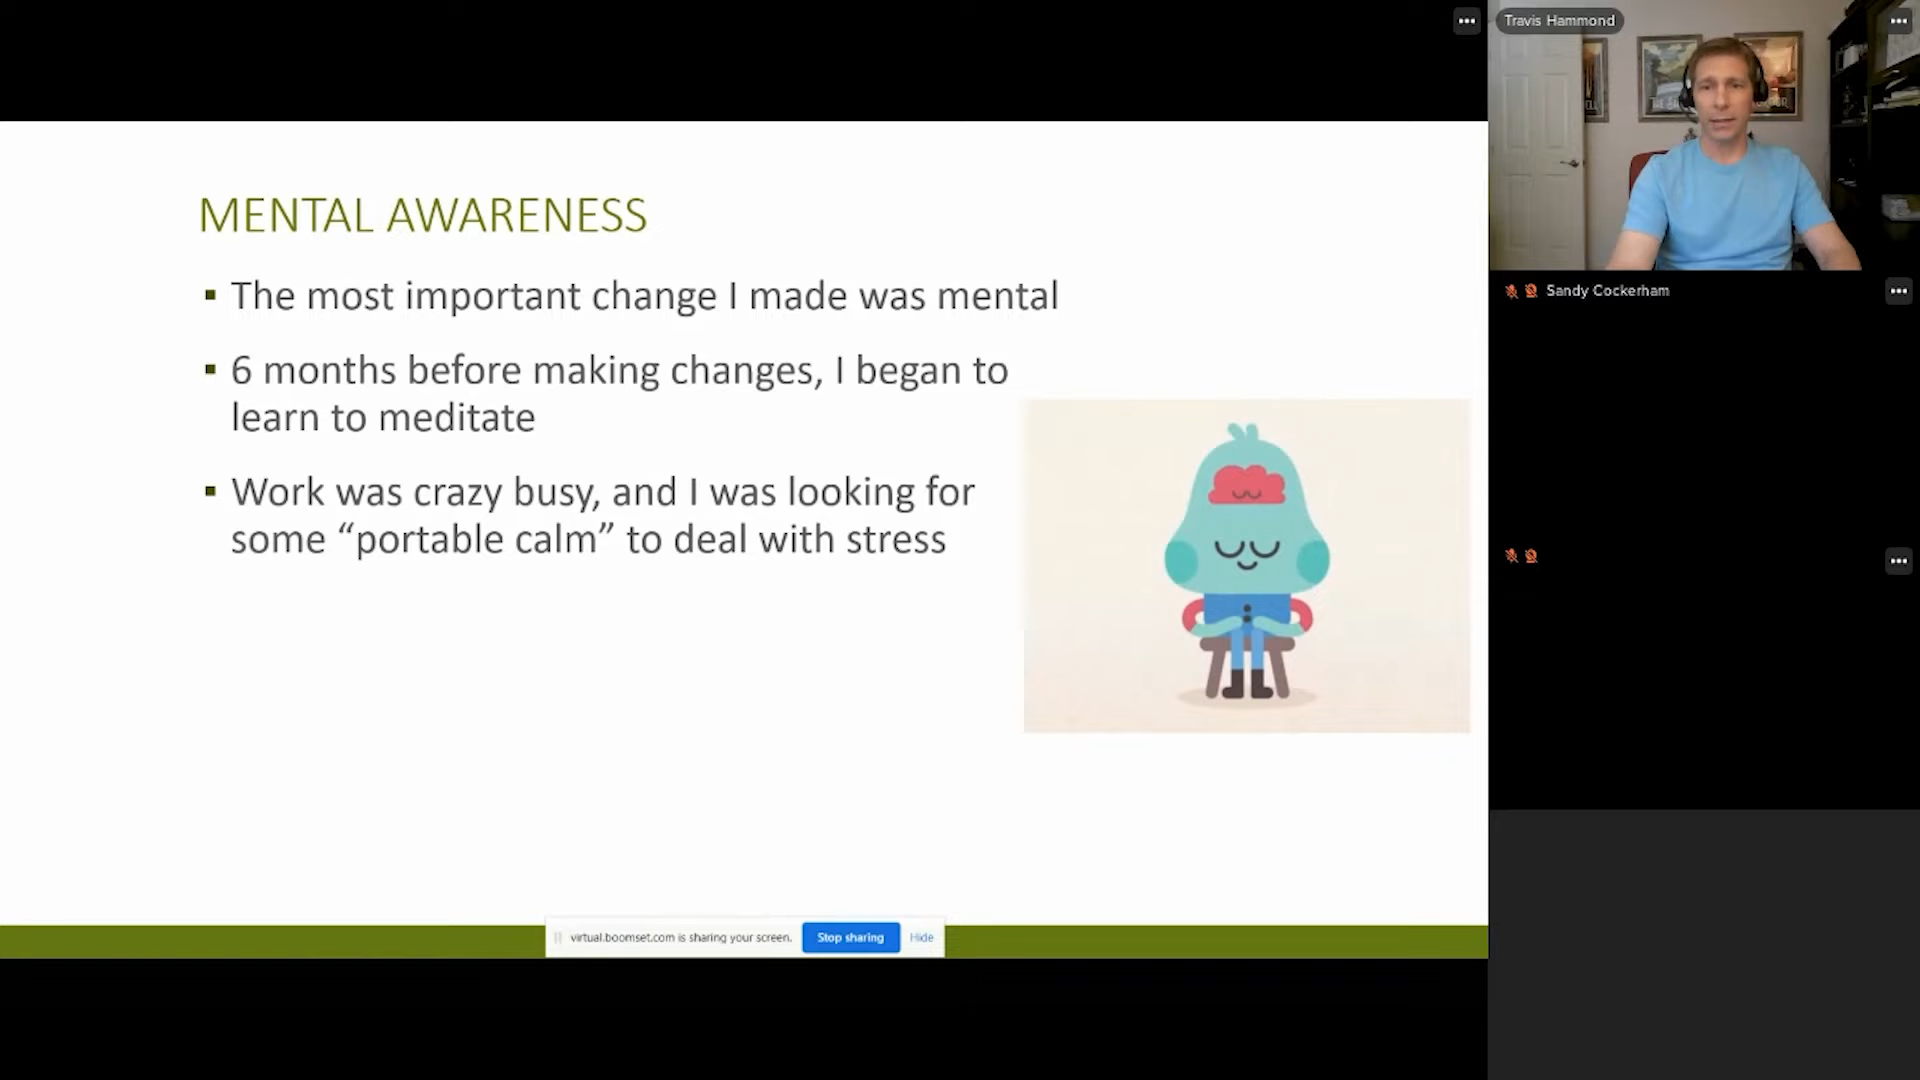 Travis Hammond
MENTAL AWARENESS
▪ The most important change I made was mental
▪ 6 months before making changes, I began to
learn to meditate
▪ Work was crazy busy, and I was looking for
some “portable calm” to deal with stress
Sandy Cockerham
virtual.boomset.com is sharing your screen.
Stop sharing
Hide